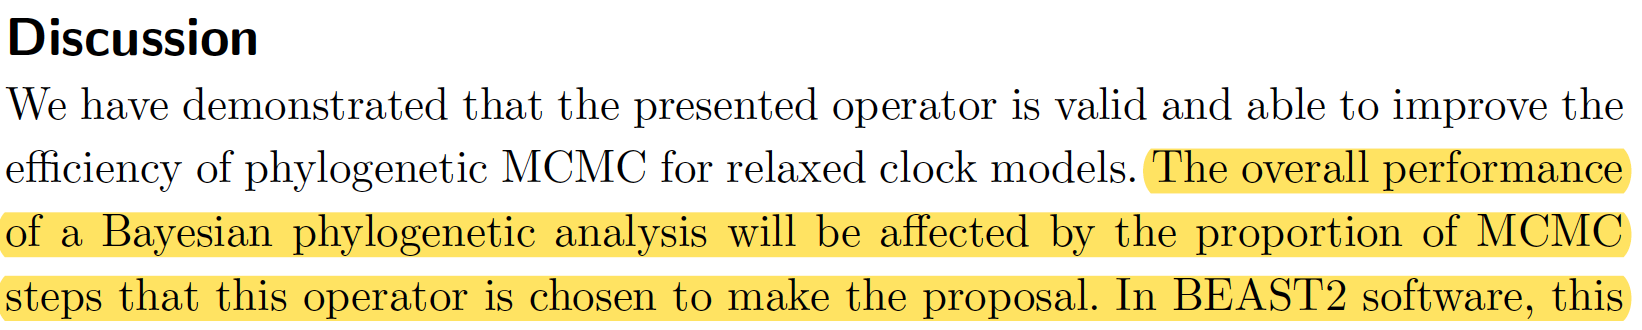 Discussion
We have demonstrated that the presented operator is valid and able to improve the
efficiency of phylogenetic MCMC for relaxed clock models. The overall performance
of a Bayesian phylogenetic analysis will be affected by the proportion of MCMC
steps that this operator is chosen to make the proposal. In BEAST2 software, this